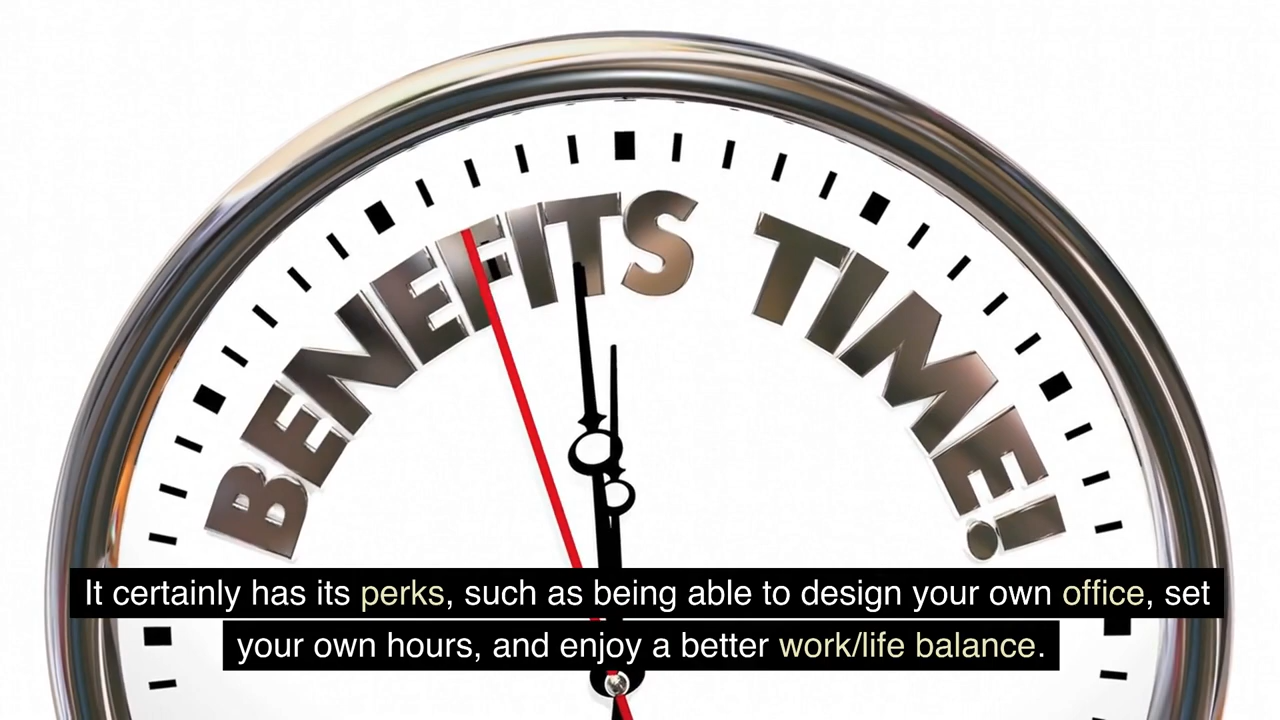 BENEFITS TIME!
It certainly has its perks, such as being able to design your own office, set
your own hours, and enjoy a better work/life balance.